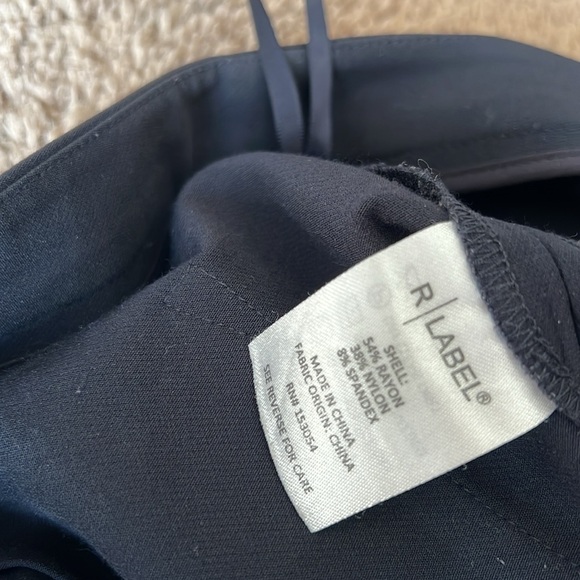 R|LABEL®
SHELL:
54% RAYON
38% NYLON
8% SPANDEX
MADE IN CHINA
FABRIC ORIGIN: CHINA
RN# 153054
SEE REVERSE FOR CARE